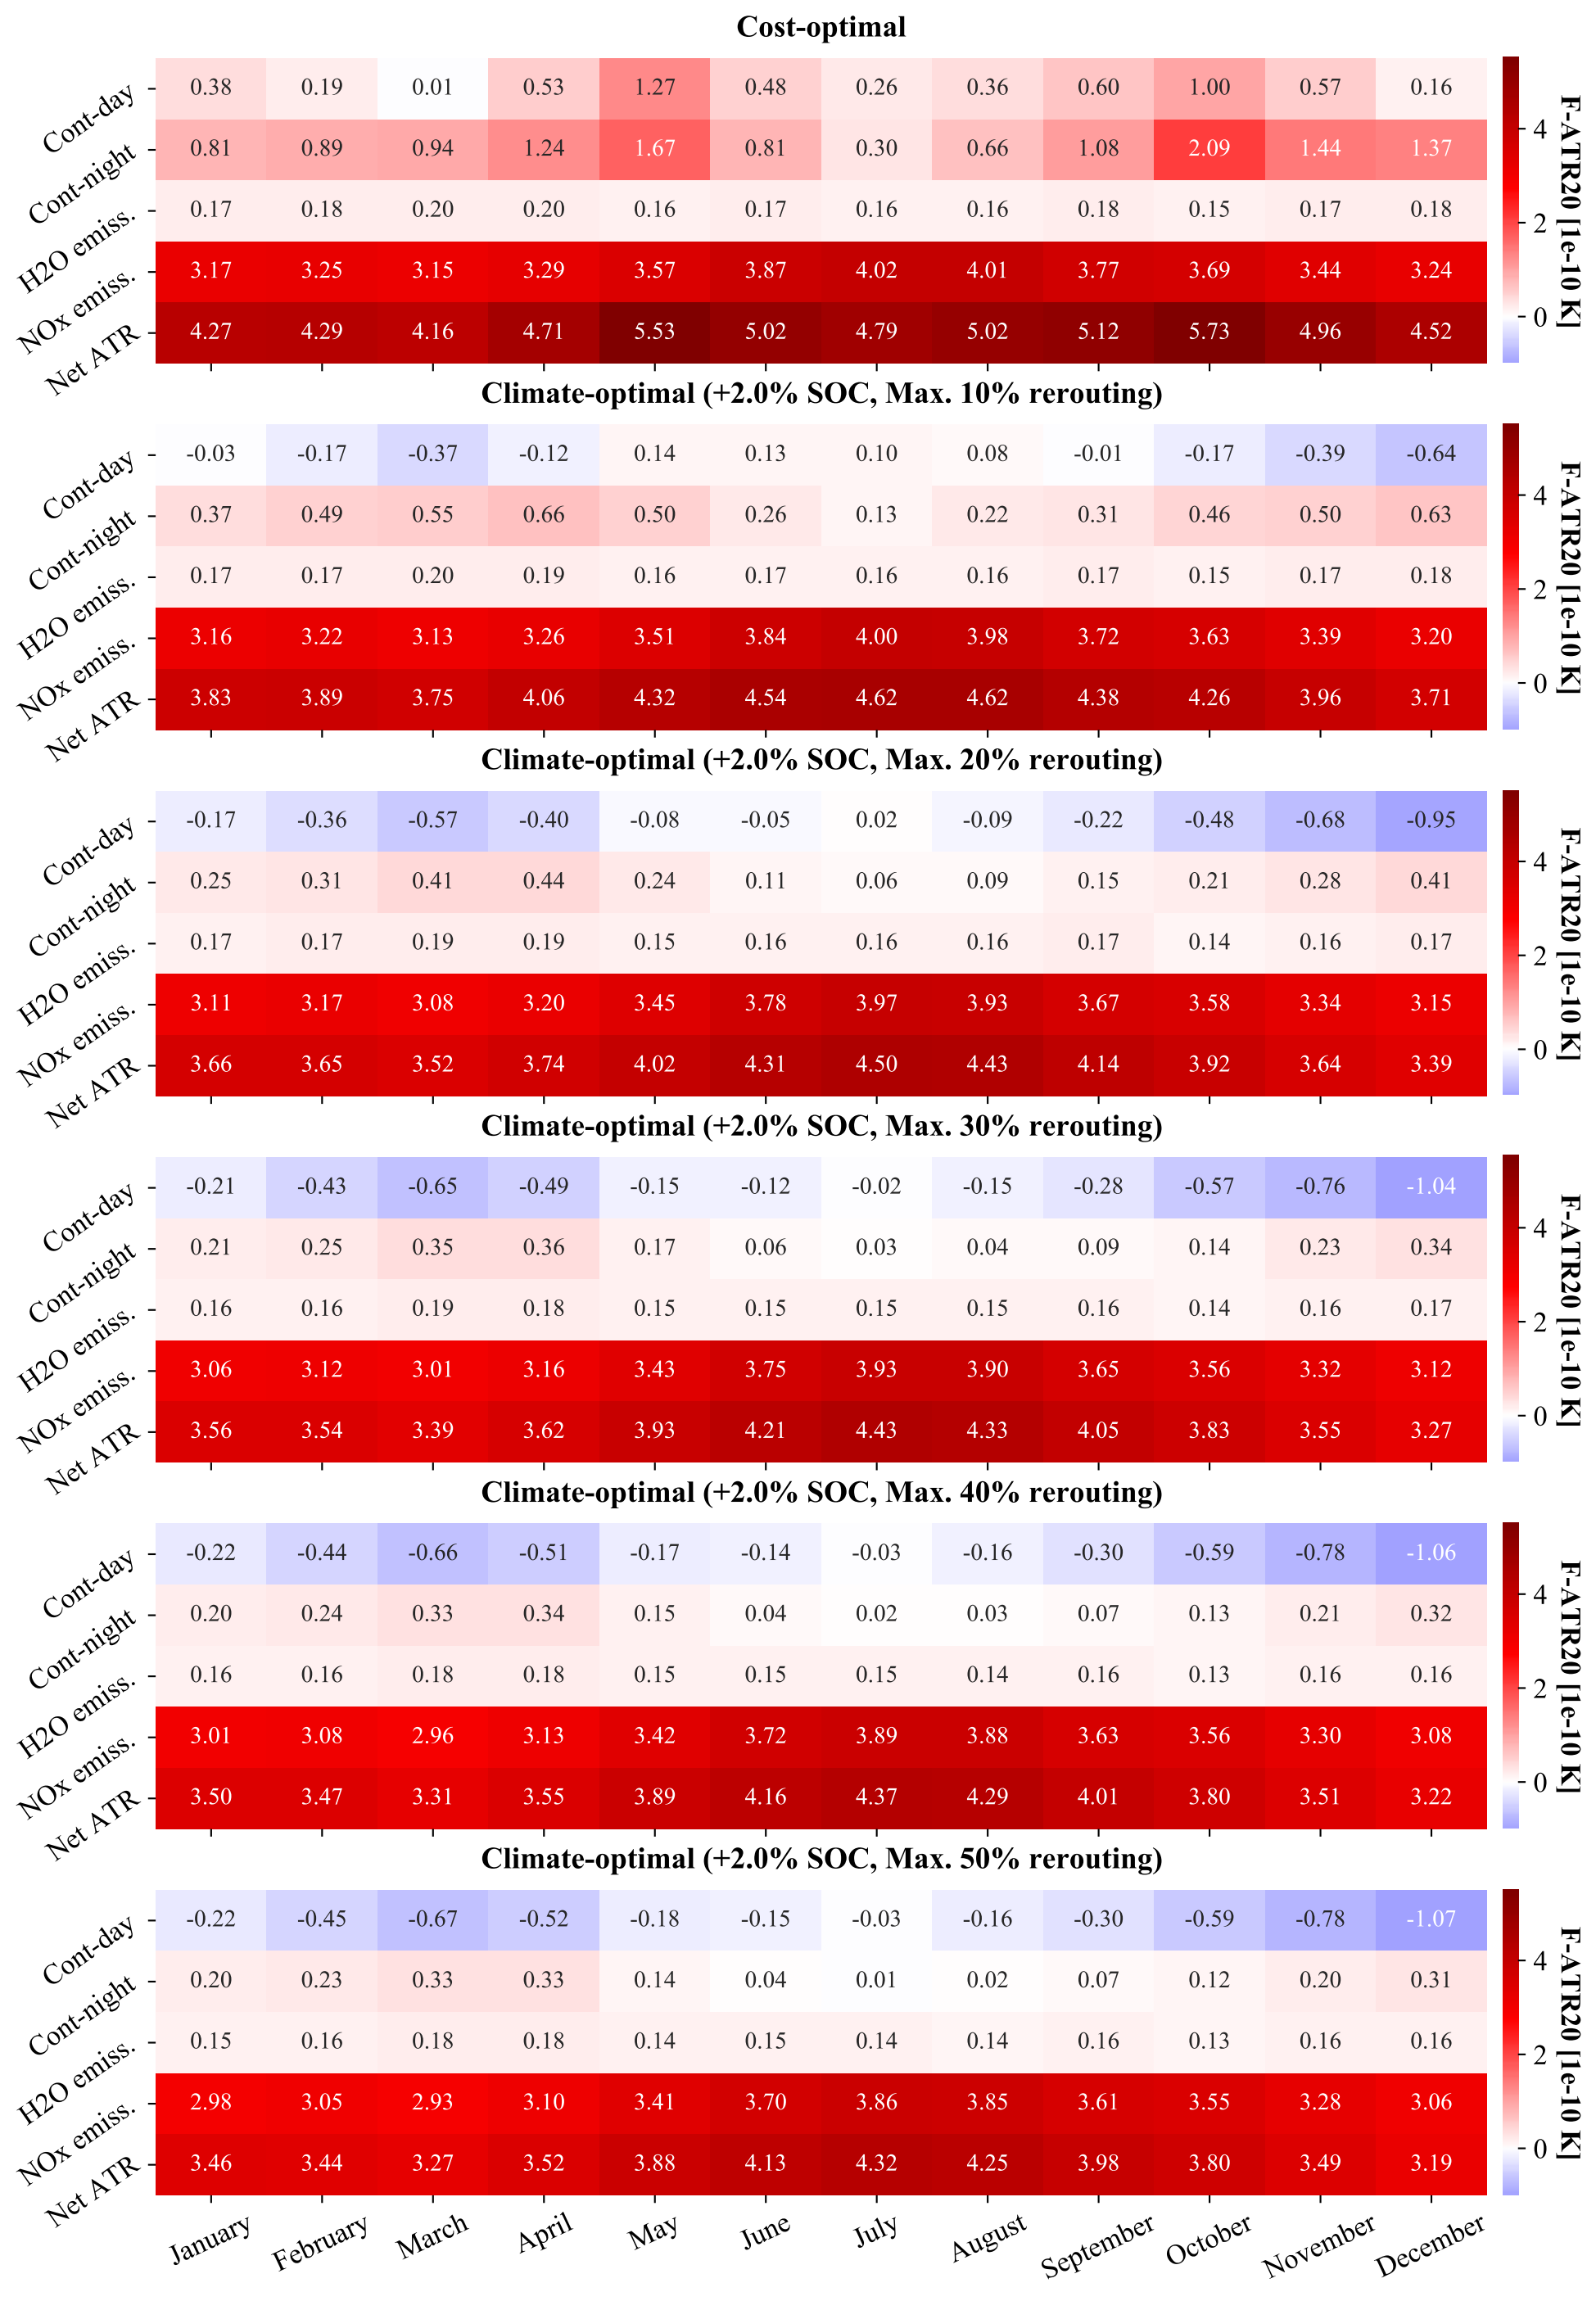 Cost-optimal
Cont-day 0.38 0.19 0.01 0.53 1.27 0.48 0.26 0.36 0.60 1.00 0.57 0.16
Cont-night 0.81 0.89 0.94 1.24 1.67 0.81 0.30 0.66 1.08 2.09 1.44 1.37
H2O emiss. 0.17 0.18 0.20 0.20 0.16 0.17 0.16 0.16 0.18 0.15 0.17 0.18
NOx emiss. 3.17 3.25 3.15 3.29 3.57 3.87 4.02 4.01 3.77 3.69 3.44 3.24
Net ATR 4.27 4.29 4.16 4.71 5.53 5.02 4.79 5.02 5.12 5.73 4.96 4.52
4
2
0
F-ATR20 [1e-10 K]
Climate-optimal (+2.0% SOC, Max. 10% rerouting)
Cont-day -0.03 -0.17 -0.37 -0.12 0.14 0.13 0.10 0.08 -0.01 -0.17 -0.39 -0.64
Cont-night 0.37 0.49 0.55 0.66 0.50 0.26 0.13 0.22 0.31 0.46 0.50 0.63
H2O emiss. 0.17 0.17 0.20 0.19 0.16 0.17 0.16 0.16 0.17 0.15 0.17 0.18
NOx emiss. 3.16 3.22 3.13 3.26 3.51 3.84 4.00 3.98 3.72 3.63 3.39 3.20
Net ATR 3.83 3.89 3.75 4.06 4.32 4.54 4.62 4.62 4.38 4.26 3.96 3.71
4
2
0
F-ATR20 [1e-10 K]
Climate-optimal (+2.0% SOC, Max. 20% rerouting)
Cont-day -0.17 -0.36 -0.57 -0.40 -0.08 -0.05 0.02 -0.09 -0.22 -0.48 -0.68 -0.95
Cont-night 0.25 0.31 0.41 0.44 0.24 0.11 0.06 0.09 0.15 0.21 0.28 0.41
H2O emiss. 0.17 0.17 0.19 0.19 0.15 0.16 0.16 0.16 0.17 0.14 0.16 0.17
NOx emiss. 3.11 3.17 3.08 3.20 3.45 3.78 3.97 3.93 3.67 3.58 3.34 3.15
Net ATR 3.66 3.65 3.52 3.74 4.02 4.31 4.50 4.43 4.14 3.92 3.64 3.39
4
2
0
F-ATR20 [1e-10 K]
Climate-optimal (+2.0% SOC, Max. 30% rerouting)
Cont-day -0.21 -0.43 -0.65 -0.49 -0.15 -0.12 -0.02 -0.15 -0.28 -0.57 -0.76 -1.04
Cont-night 0.21 0.25 0.35 0.36 0.17 0.06 0.03 0.04 0.09 0.14 0.23 0.34
H2O emiss. 0.16 0.16 0.19 0.18 0.15 0.15 0.15 0.15 0.16 0.14 0.16 0.17
NOx emiss. 3.06 3.12 3.01 3.16 3.43 3.75 3.93 3.90 3.65 3.56 3.32 3.12
Net ATR 3.56 3.54 3.39 3.62 3.93 4.21 4.43 4.33 4.05 3.83 3.55 3.27
4
2
0
F-ATR20 [1e-10 K]
Climate-optimal (+2.0% SOC, Max. 40% rerouting)
Cont-day -0.22 -0.44 -0.66 -0.51 -0.17 -0.14 -0.03 -0.16 -0.30 -0.59 -0.78 -1.06
Cont-night 0.20 0.24 0.33 0.34 0.15 0.04 0.02 0.03 0.07 0.13 0.21 0.32
H2O emiss. 0.16 0.16 0.18 0.18 0.15 0.15 0.15 0.14 0.16 0.13 0.16 0.16
NOx emiss. 3.01 3.08 2.96 3.13 3.42 3.72 3.89 3.88 3.63 3.56 3.30 3.08
Net ATR 3.50 3.47 3.31 3.55 3.89 4.16 4.37 4.29 4.01 3.80 3.51 3.22
4
2
0
F-ATR20 [1e-10 K]
Climate-optimal (+2.0% SOC, Max. 50% rerouting)
Cont-day -0.22 -0.45 -0.67 -0.52 -0.18 -0.15 -0.03 -0.16 -0.30 -0.59 -0.78 -1.07
Cont-night 0.20 0.23 0.33 0.33 0.14 0.04 0.01 0.02 0.07 0.12 0.20 0.31
H2O emiss. 0.15 0.16 0.18 0.18 0.14 0.15 0.14 0.14 0.16 0.13 0.16 0.16
NOx emiss. 2.98 3.05 2.93 3.10 3.41 3.70 3.86 3.85 3.61 3.55 3.28 3.06
Net ATR 3.46 3.44 3.27 3.52 3.88 4.13 4.32 4.25 3.98 3.80 3.49 3.19
4
2
0
F-ATR20 [1e-10 K]
January February March April May June July August September October November December